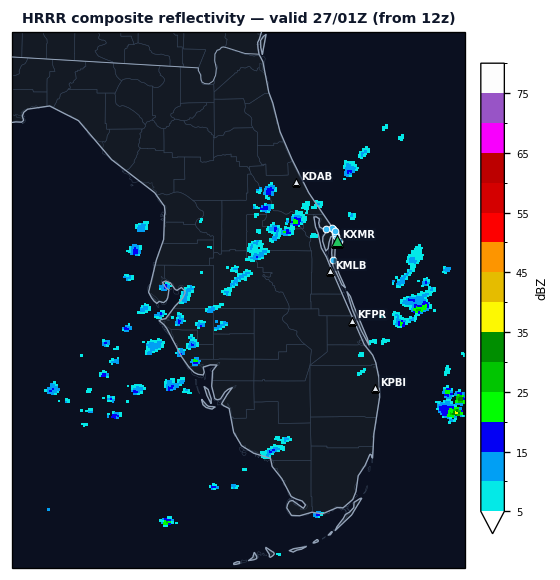 HRRR composite reflectivity — valid 27/01Z (from 12z)
KDAB
KXMR
KMLB
KFPR
KPBI
75
65
55
45
35
25
15
5
dBZ